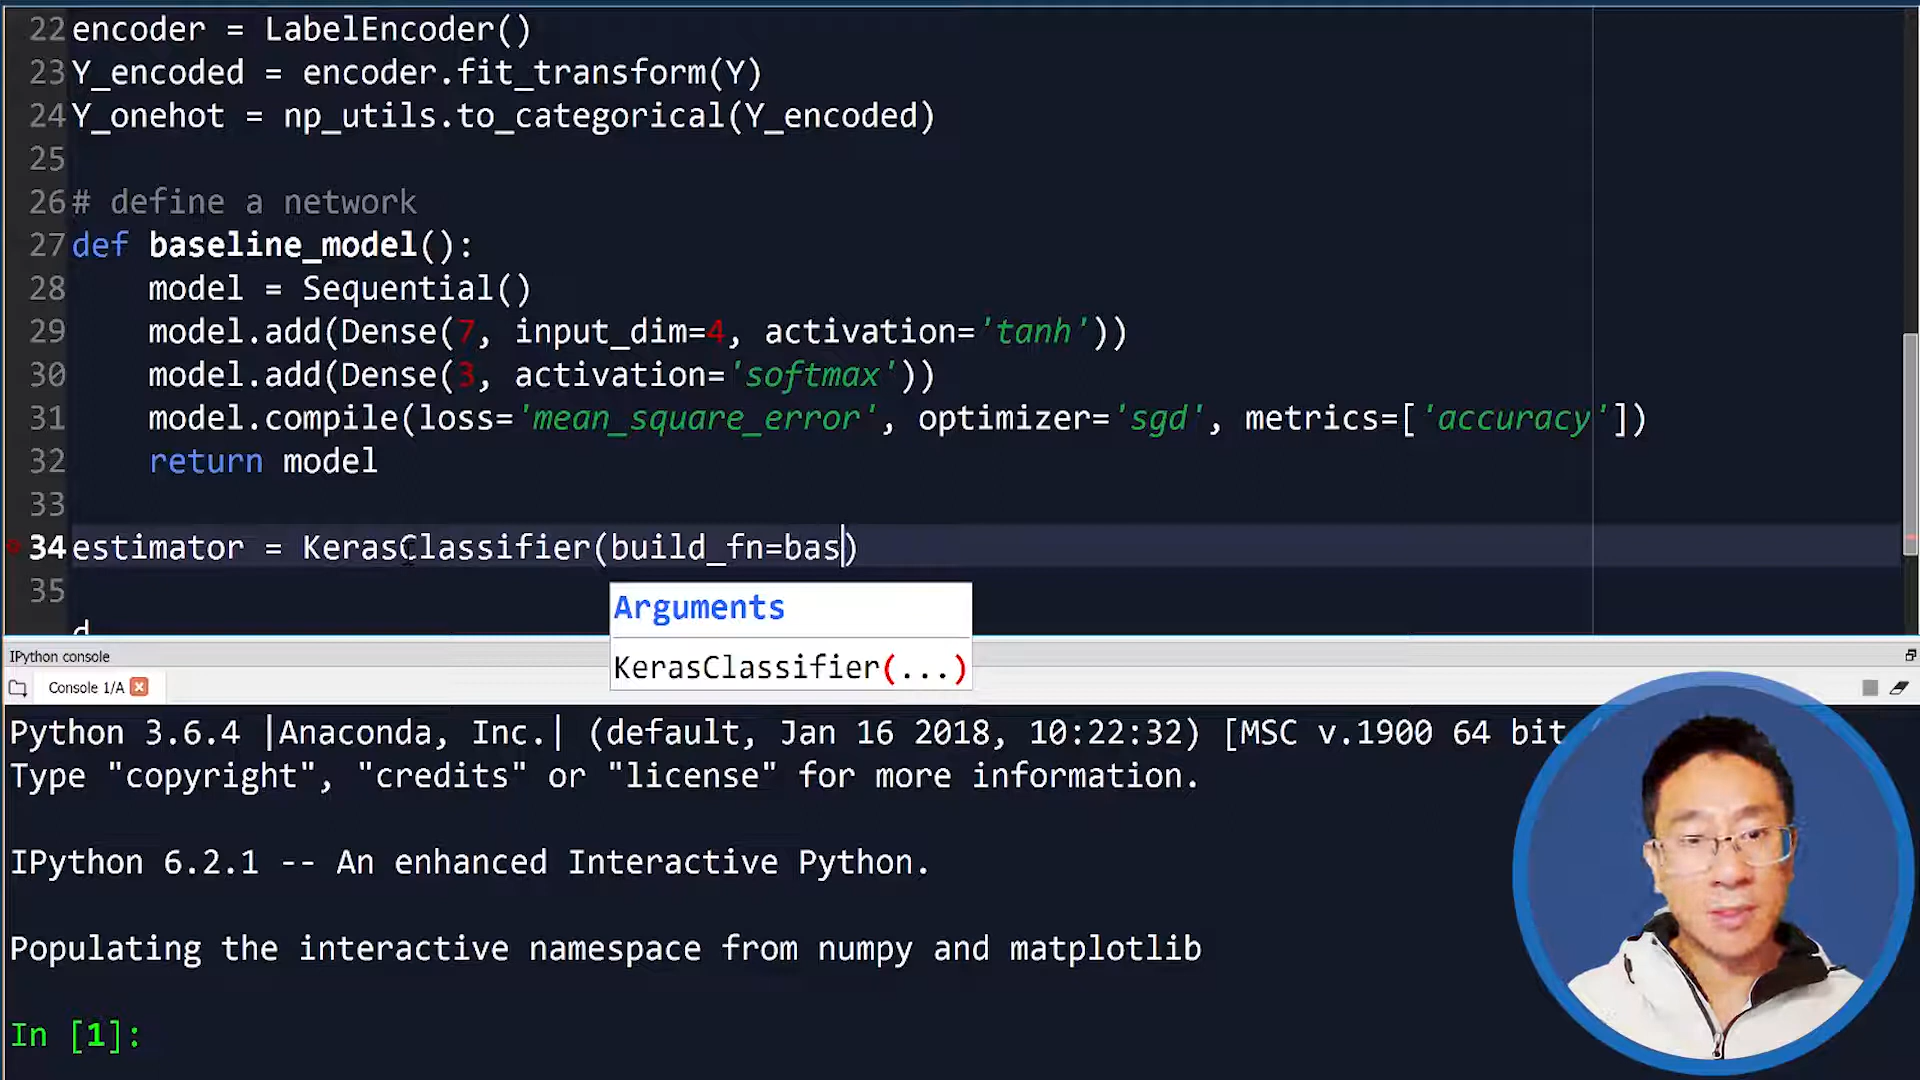 22 encoder = LabelEncoder()
23 Y_encoded = encoder.fit_transform(Y)
24 Y_onehot = np_utils.to_categorical(Y_encoded)
25
26 # define a network
27 def baseline_model():
28     model = Sequential()
29     model.add(Dense(7, input_dim=4, activation='tanh'))
30     model.add(Dense(3, activation='softmax'))
31     model.compile(loss='mean_square_error', optimizer='sgd', metrics=['accuracy'])
32     return model
33
34 estimator = KerasClassifier(build_fn=bas)
35
Arguments
KerasClassifier(...)
IPython console
Console 1/A
Python 3.6.4 |Anaconda, Inc.| (default, Jan 16 2018, 10:22:32) [MSC v.1900 64 bit
Type "copyright", "credits" or "license" for more information.
IPython 6.2.1 -- An enhanced Interactive Python.
Populating the interactive namespace from numpy and matplotlib
In [1]: